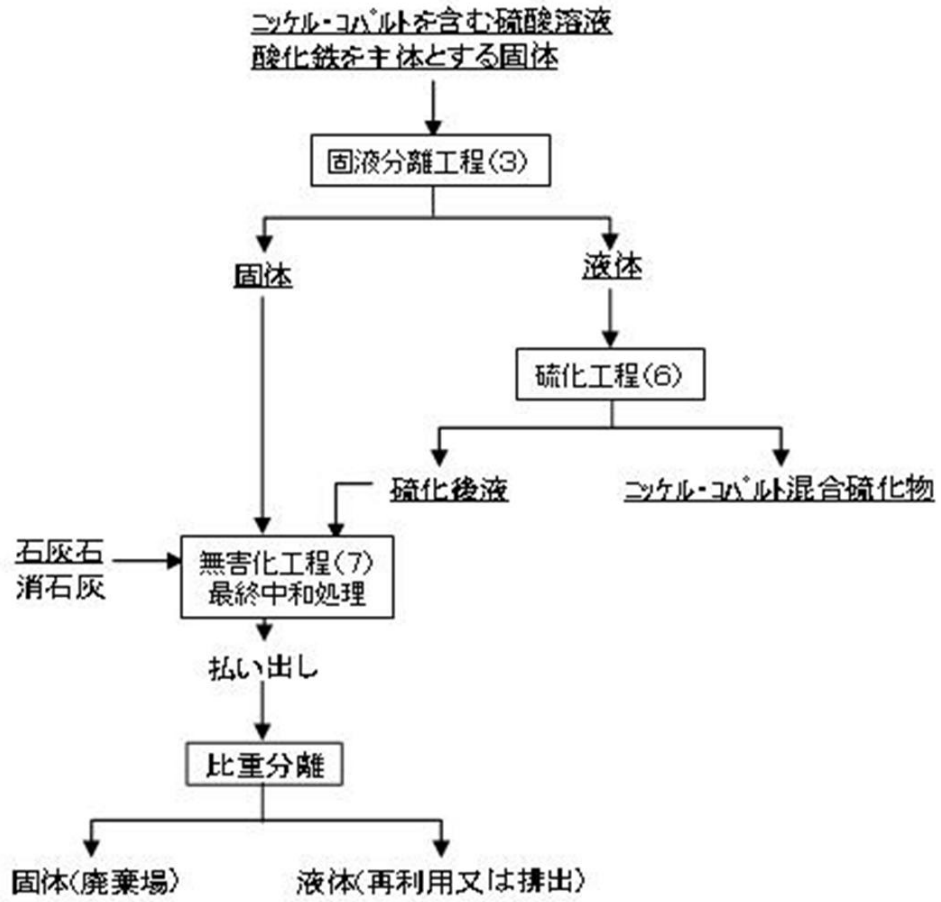 ニッケル・コバルトを含む硫酸溶液
酸化鉄を主体とする固体
固液分離工程(3)
固体
液体
硫化工程(6)
硫化後液
ニッケル・コバルト混合硫化物
石灰石
消石灰
無害化工程(7)
最終中和処理
払い出し
比重分離
固体(廃棄場)
液体(再利用又は排出)